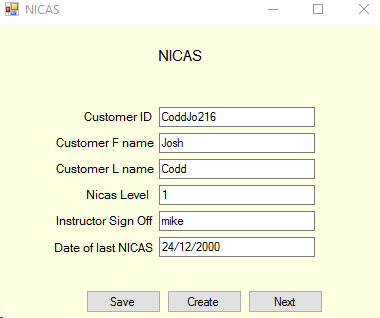 NICAS
NICAS
Customer ID CoddJo216
Customer F name Josh
Customer L name Codd
Nicas Level 1
Instructor Sign Off mike
Date of last NICAS 24/12/2000
Save Create Next